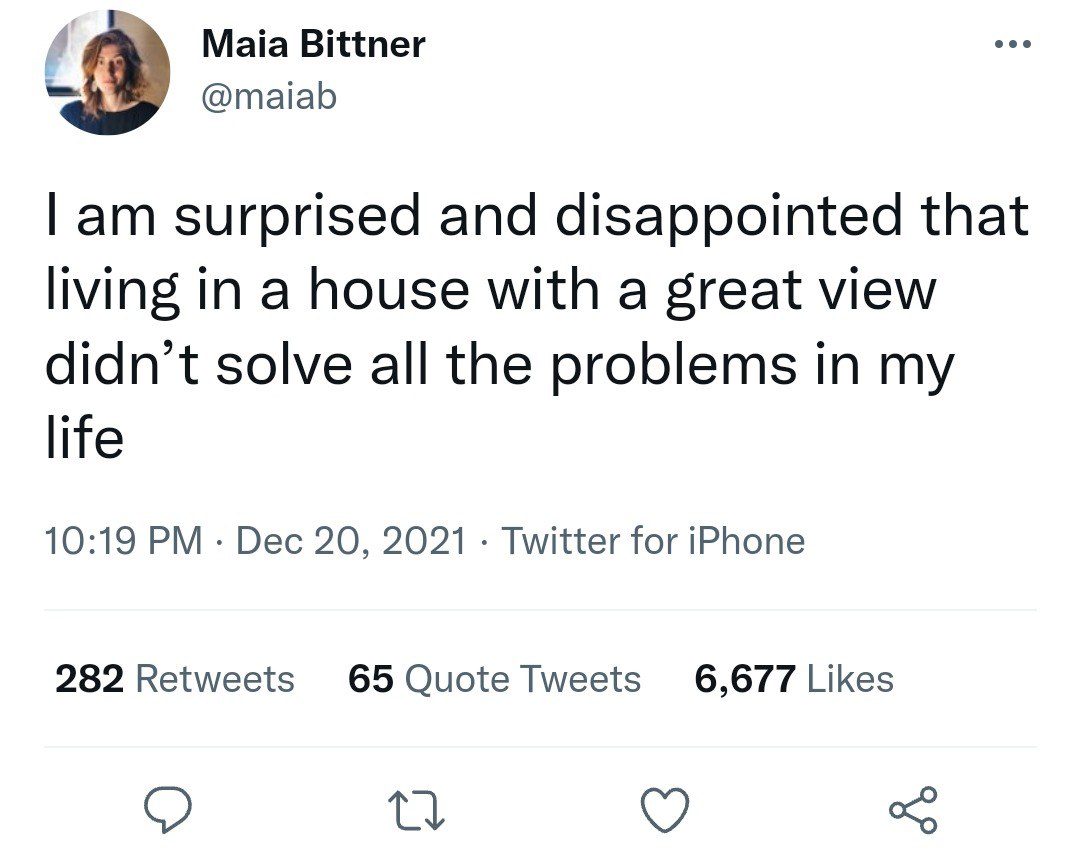 Maia Bittner
@maiab
I am surprised and disappointed that
living in a house with a great view
didn’t solve all the problems in my
life
10:19 PM · Dec 20, 2021 · Twitter for iPhone
282 Retweets 65 Quote Tweets 6,677 Likes